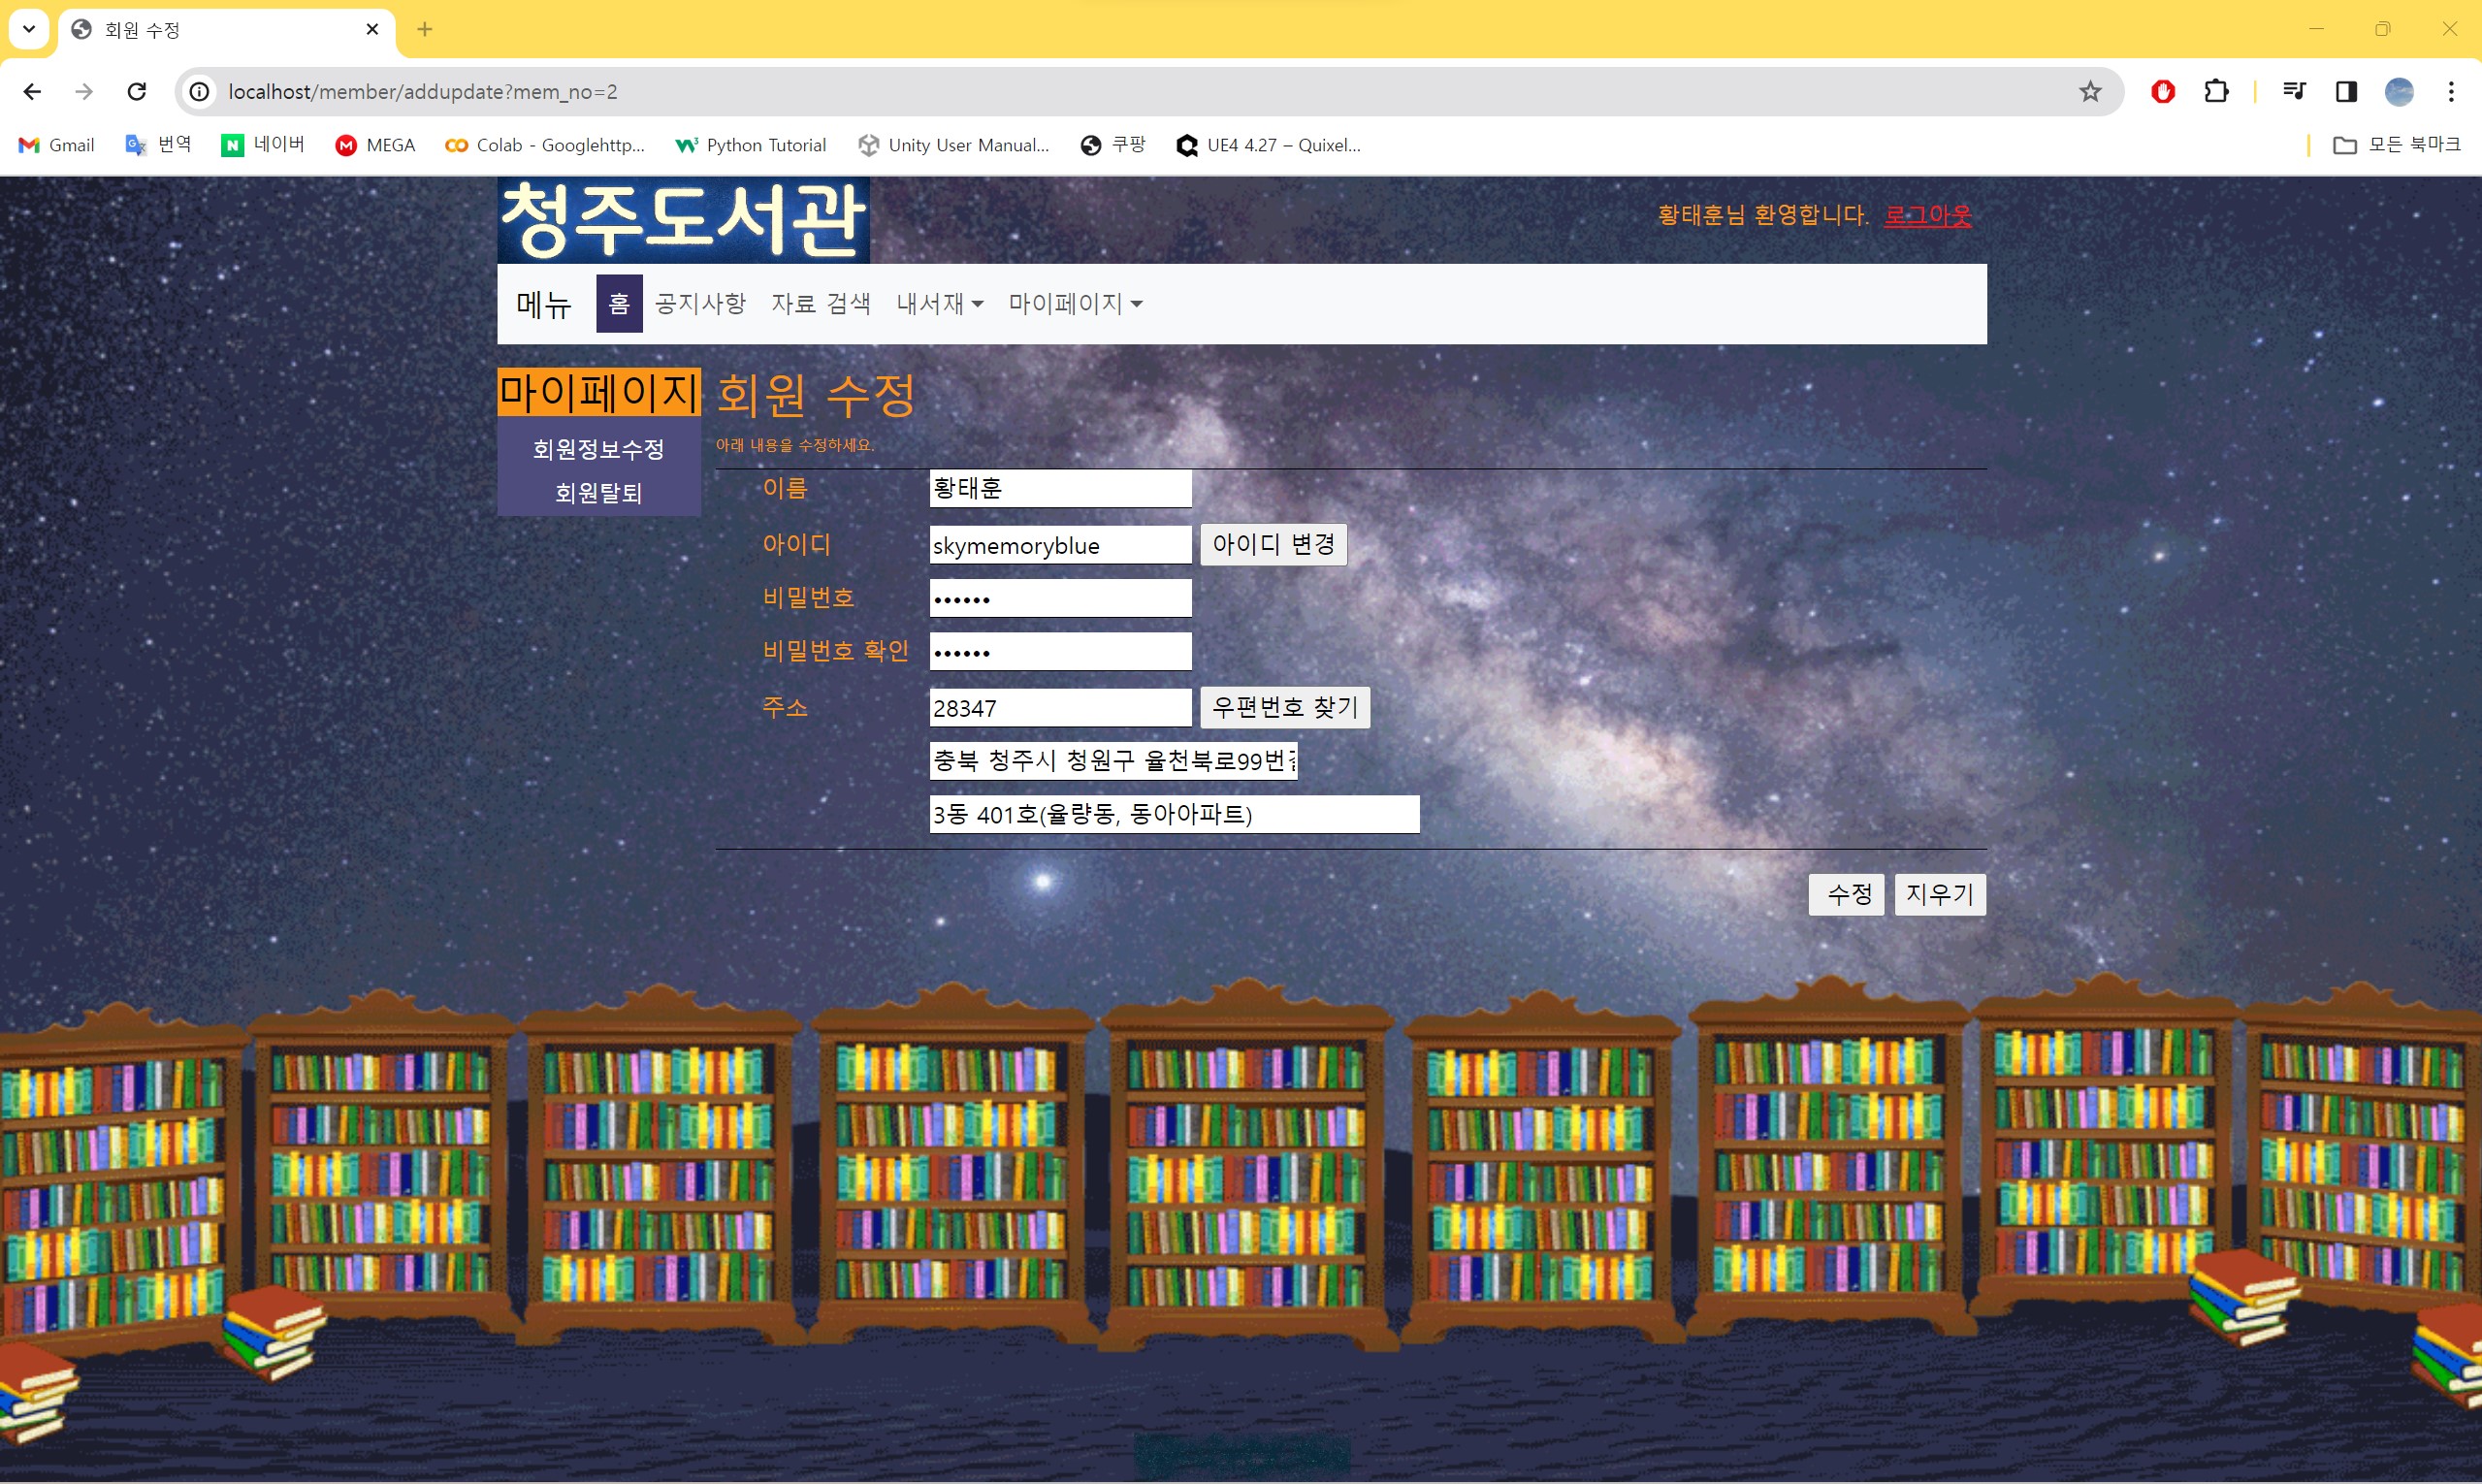 회원 수정
localhost/member/addupdate?mem_no=2
Gmail 번역 네이버 MEGA Colab - Googlehttp... Python Tutorial Unity User Manual... 쿠팡 UE4 4.27 – Quixel... 모든 북마크
청주도서관
황태훈님 환영합니다. 로그아웃
메뉴 홈 공지사항 자료 검색 내서재 마이페이지
마이페이지
회원정보수정
회원탈퇴
회원 수정
아래 내용을 수정하세요.
이름 황태훈
아이디 skymemoryblue 아이디 변경
비밀번호 ••••••
비밀번호 확인 ••••••
주소 28347 우편번호 찾기
충북 청주시 청원구 율천북로99번
3동 401호(율량동, 동아아파트)
수정 지우기